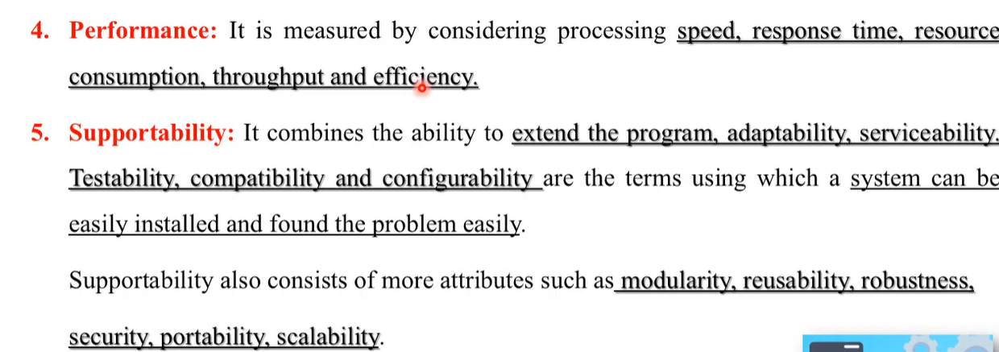 4. Performance: It is measured by considering processing speed, response time, resource
consumption, throughput and efficiency.
5. Supportability: It combines the ability to extend the program, adaptability, serviceability.
Testability, compatibility and configurability are the terms using which a system can be
easily installed and found the problem easily.
Supportability also consists of more attributes such as modularity, reusability, robustness,
security, portability, scalability.